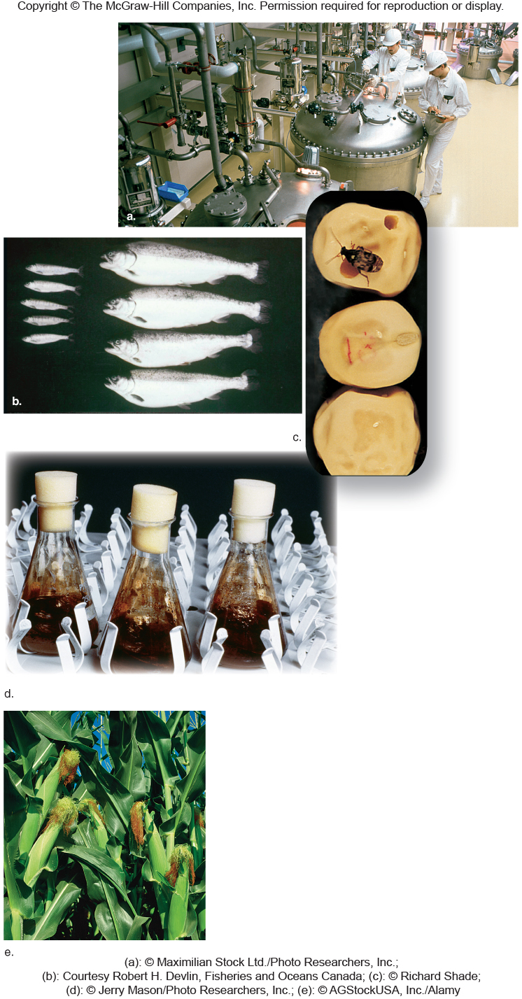 Copyright © The McGraw-Hill Companies, Inc. Permission required for reproduction or display.
a.
b.
c.
d.
e.
(a): © Maximilian Stock Ltd./Photo Researchers, Inc.;
(b): Courtesy Robert H. Devlin, Fisheries and Oceans Canada; (c): © Richard Shade;
(d): © Jerry Mason/Photo Researchers, Inc.; (e): © AGStockUSA, Inc./Alamy